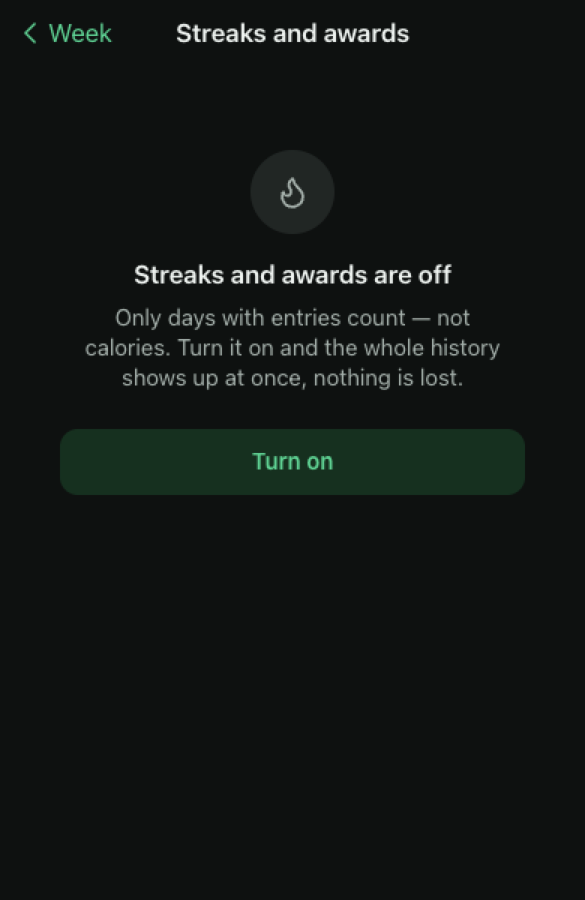 Week
Streaks and awards
Streaks and awards are off
Only days with entries count — not
calories. Turn it on and the whole history
shows up at once, nothing is lost.
Turn on